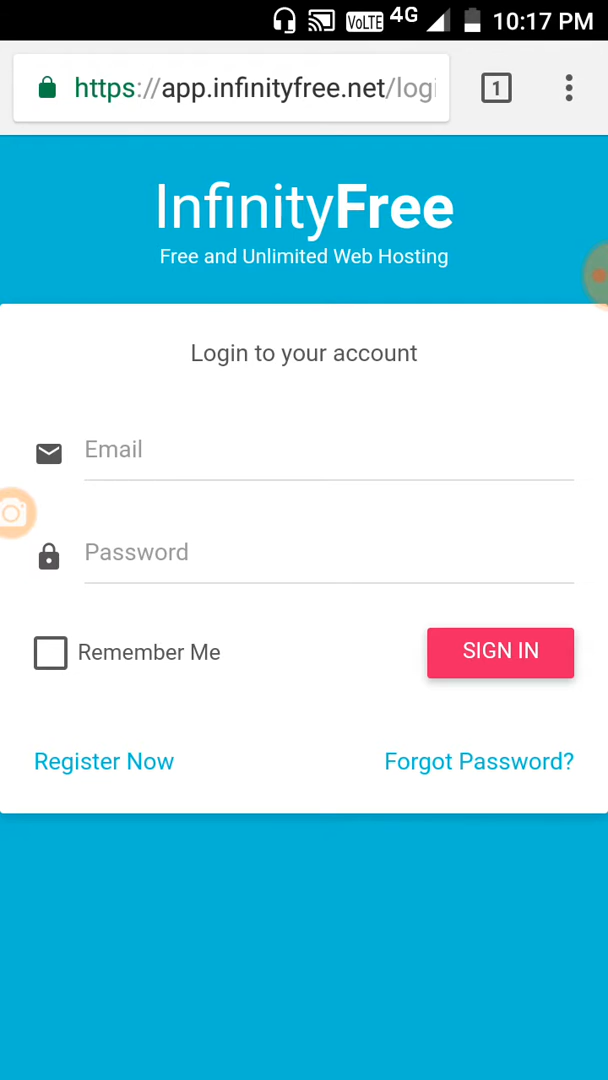 VoLTE 4G 10:17 PM
https://app.infinityfree.net/logi
1
InfinityFree
Free and Unlimited Web Hosting
Login to your account
Email
Password
Remember Me
SIGN IN
Register Now
Forgot Password?